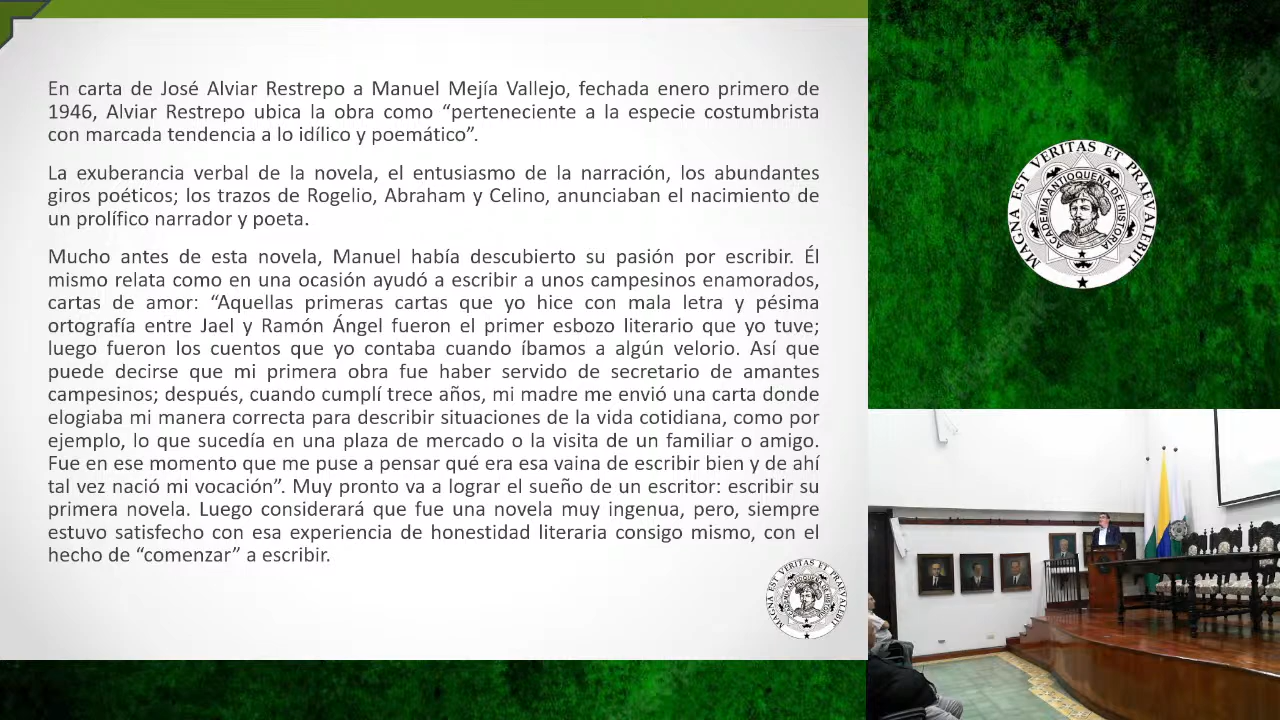 En carta de José Alviar Restrepo a Manuel Mejía Vallejo, fechada enero primero de
1946, Alviar Restrepo ubica la obra como “perteneciente a la especie costumbrista
con marcada tendencia a lo idílico y poemático”.
La exuberancia verbal de la novela, el entusiasmo de la narración, los abundantes
giros poéticos; los trazos de Rogelio, Abraham y Celino, anunciaban el nacimiento de
un prolífico narrador y poeta.
Mucho antes de esta novela, Manuel había descubierto su pasión por escribir. Él
mismo relata como en una ocasión ayudó a escribir a unos campesinos enamorados,
cartas de amor: “Aquellas primeras cartas que yo hice con mala letra y pésima
ortografía entre Jael y Ramón Ángel fueron el primer esbozo literario que yo tuve;
luego fueron los cuentos que yo contaba cuando íbamos a algún velorio. Así que
puede decirse que mi primera obra fue haber servido de secretario de amantes
campesinos; después, cuando cumplí trece años, mi madre me envió una carta donde
elogiaba mi manera correcta para describir situaciones de la vida cotidiana, como por
ejemplo, lo que sucedía en una plaza de mercado o la visita de un familiar o amigo.
Fue en ese momento que me puse a pensar qué era esa vaina de escribir bien y de ahí
tal vez nació mi vocación”. Muy pronto va a lograr el sueño de un escritor: escribir su
primera novela. Luego considerará que fue una novela muy ingenua, pero, siempre
estuvo satisfecho con esa experiencia de honestidad literaria consigo mismo, con el
hecho de “comenzar” a escribir.
MAGNA EST VERITAS ET PRAEVALEBIT
ACADEMIA ANTIOQUEÑA DE HISTORIA
MAGNA EST VERITAS ET PRAEVALEBIT
ACADEMIA ANTIOQUEÑA DE HISTORIA